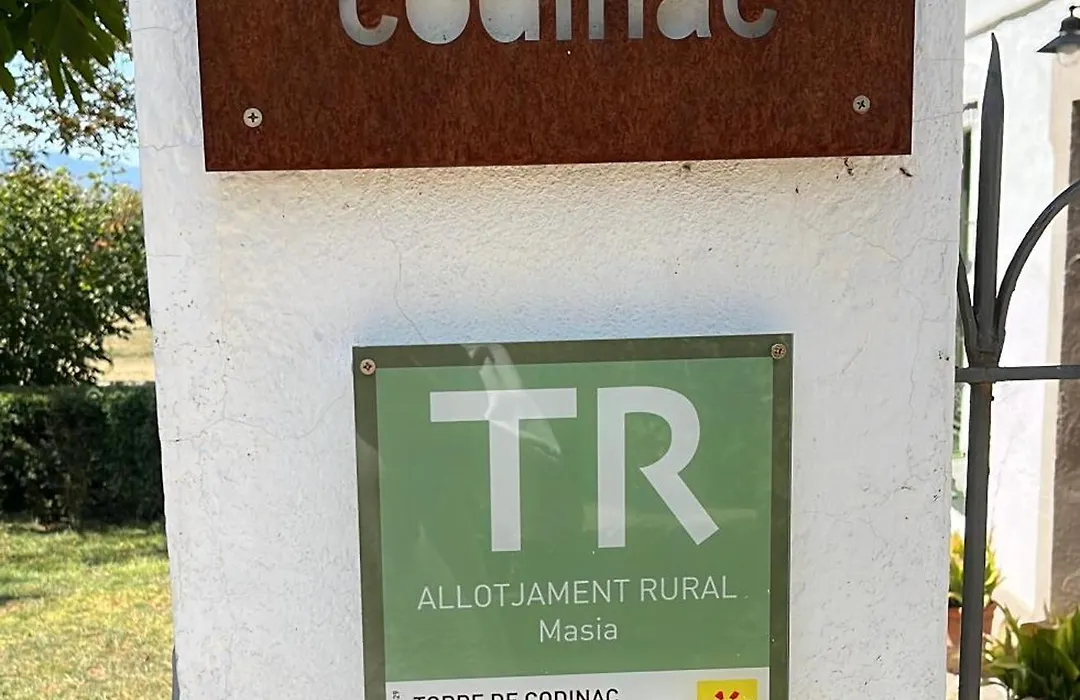 codinac
TR
ALLOTJAMENT RURAL
Masia
TORRE DE CODINAC